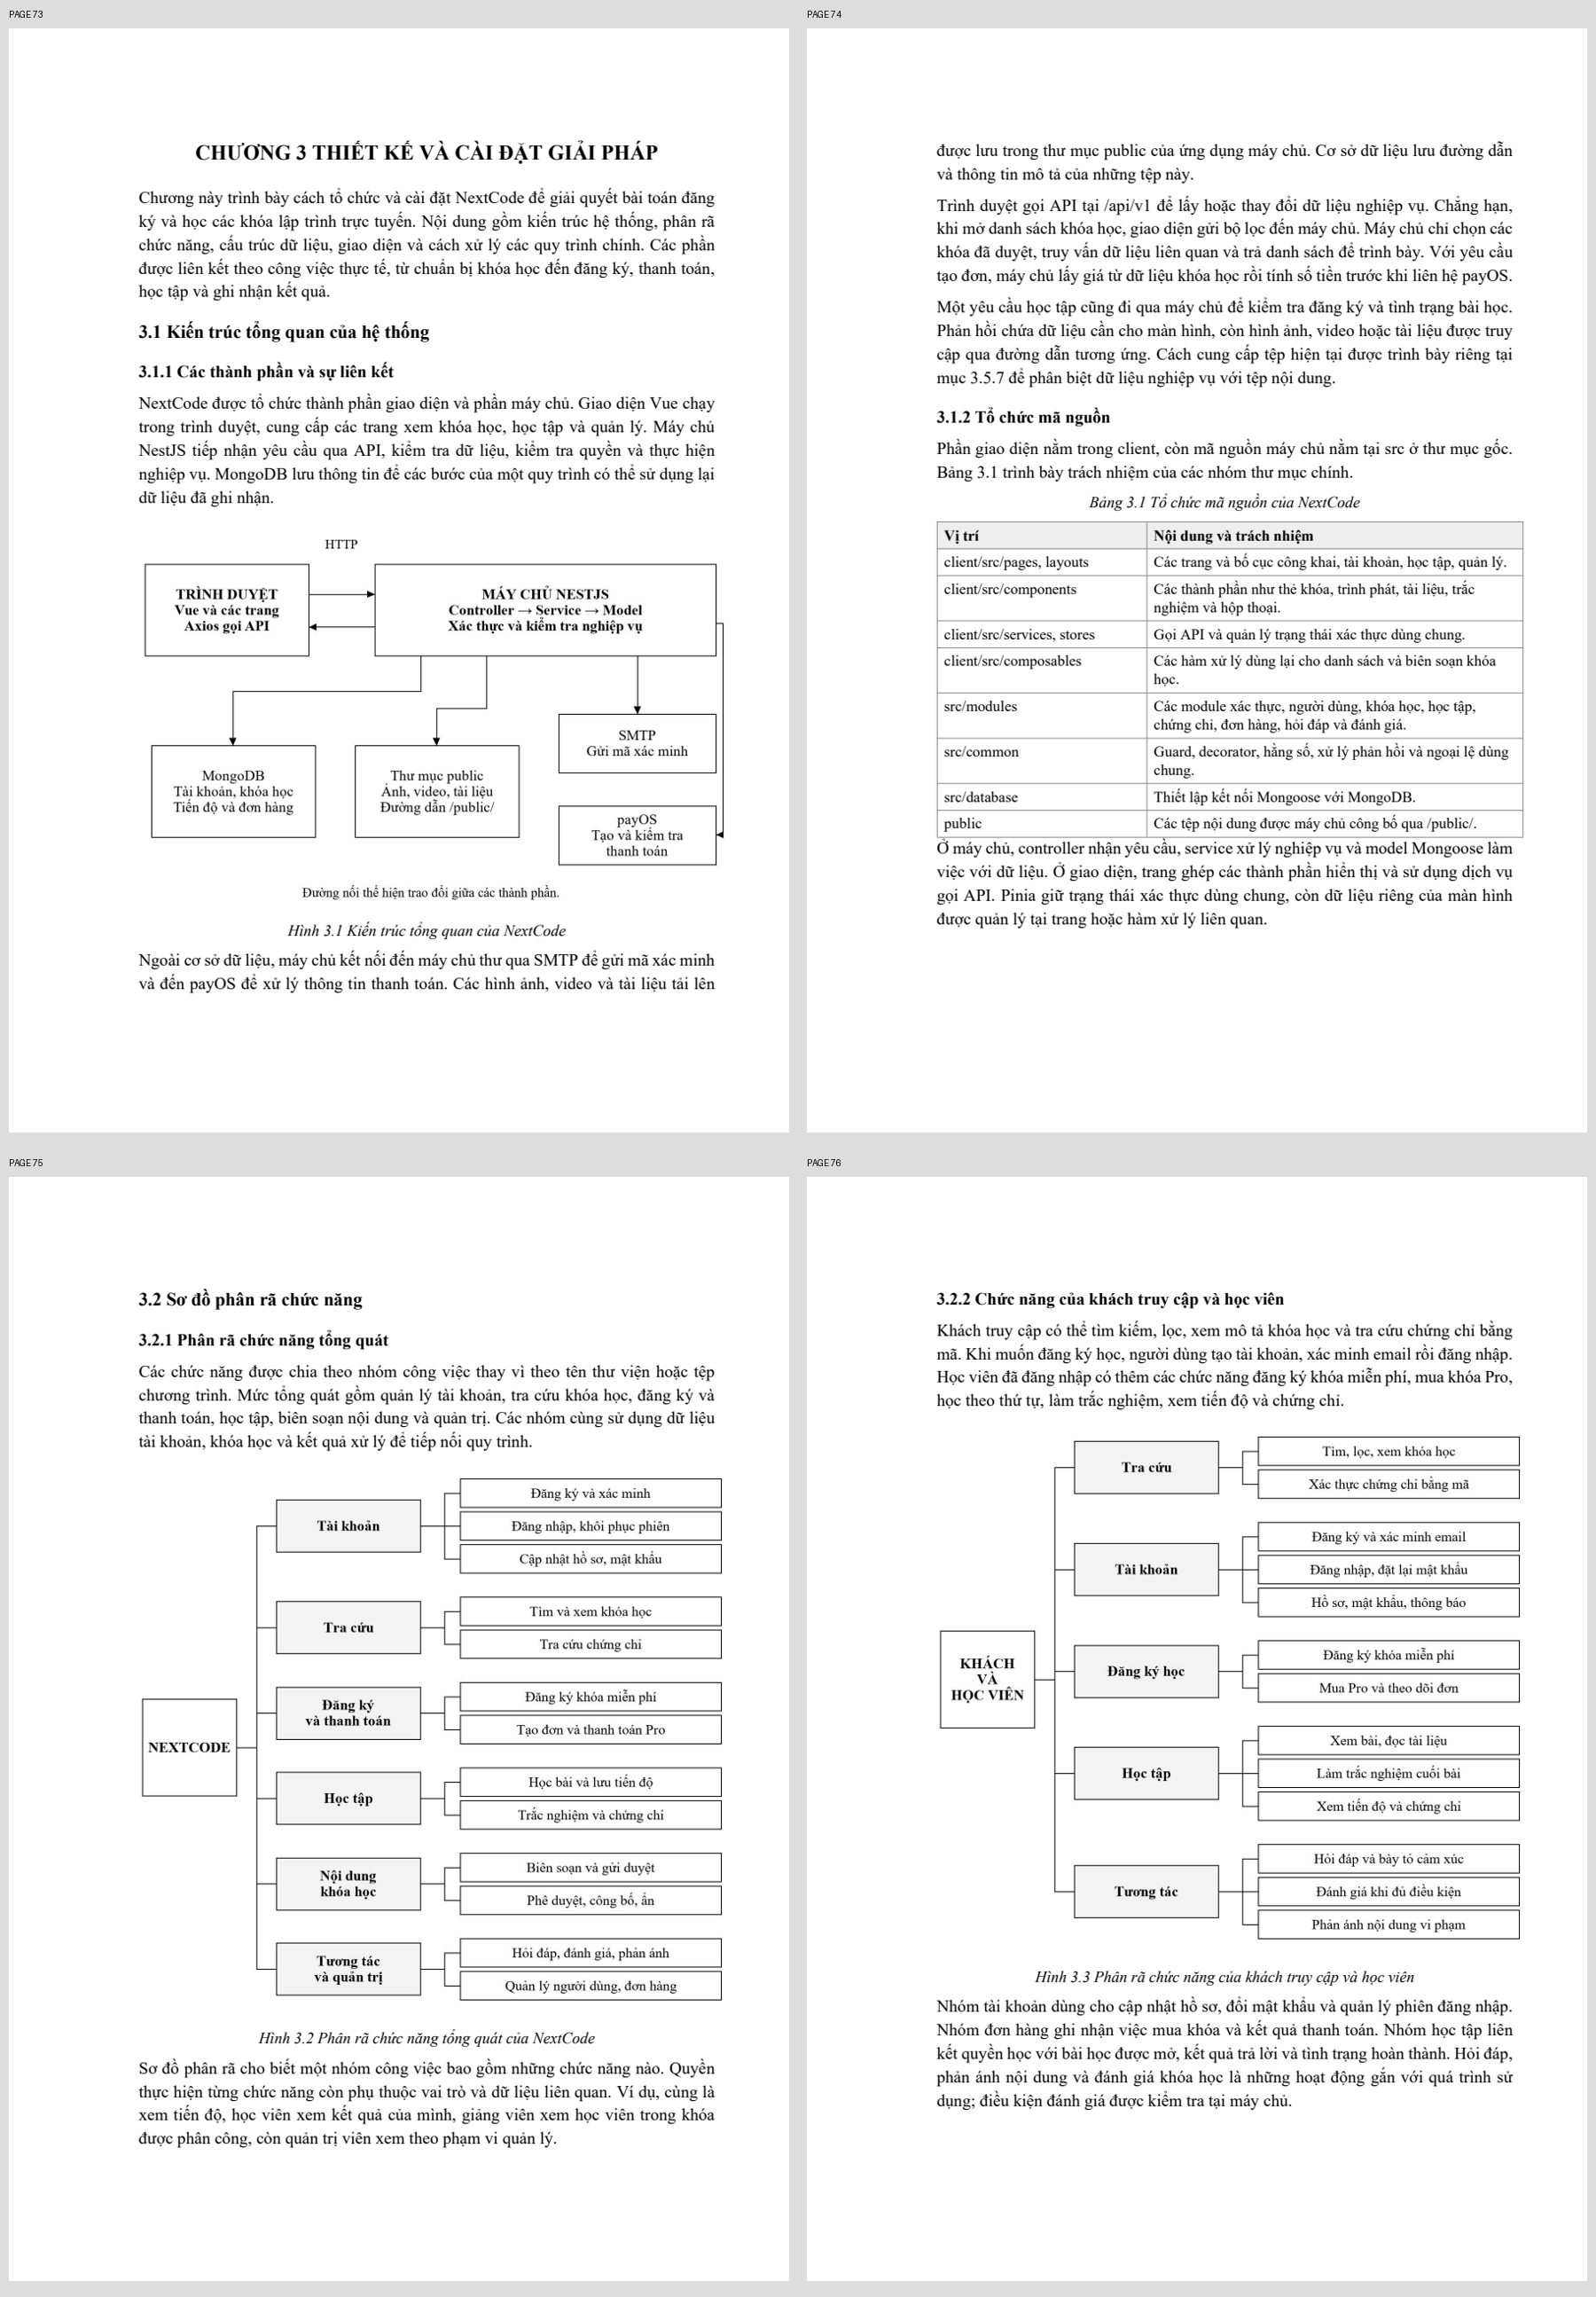 PAGE 73
CHƯƠNG 3 THIẾT KẾ VÀ CÀI ĐẶT GIẢI PHÁP
Chương này trình bày cách tổ chức và cài đặt NextCode để giải quyết bài toán đăng
ký và học các khóa lập trình trực tuyến. Nội dung gồm kiến trúc hệ thống, phân rã
chức năng, cấu trúc dữ liệu, giao diện và cách xử lý các quy trình chính. Các phần
được liên kết theo công việc thực tế, từ chuẩn bị khóa học đến đăng ký, thanh toán,
học tập và ghi nhận kết quả.
3.1 Kiến trúc tổng quan của hệ thống
3.1.1 Các thành phần và sự liên kết
NextCode được tổ chức thành phần giao diện và phần máy chủ. Giao diện Vue chạy
trong trình duyệt, cung cấp các trang xem khóa học, học tập và quản lý. Máy chủ
NestJS tiếp nhận yêu cầu qua API, kiểm tra dữ liệu, kiểm tra quyền và thực hiện
nghiệp vụ. MongoDB lưu thông tin để các bước của một quy trình có thể sử dụng lại
dữ liệu đã ghi nhận.
HTTP
TRÌNH DUYỆT
Vue và các trang
Axios gọi API
MÁY CHỦ NESTJS
Controller → Service → Model
Xác thực và kiểm tra nghiệp vụ
SMTP
Gửi mã xác minh
MongoDB
Tài khoản, khóa học
Tiến độ và đơn hàng
Thư mục public
Ảnh, video, tài liệu
Đường dẫn /public/
payOS
Tạo và kiểm tra
thanh toán
Đường nối thể hiện trao đổi giữa các thành phần.
Hình 3.1 Kiến trúc tổng quan của NextCode
Ngoài cơ sở dữ liệu, máy chủ kết nối đến máy chủ thư qua SMTP để gửi mã xác minh
và đến payOS để xử lý thông tin thanh toán. Các hình ảnh, video và tài liệu tải lên
PAGE 74
được lưu trong thư mục public của ứng dụng máy chủ. Cơ sở dữ liệu lưu đường dẫn
và thông tin mô tả của những tệp này.
Trình duyệt gọi API tại /api/v1 để lấy hoặc thay đổi dữ liệu nghiệp vụ. Chẳng hạn,
khi mở danh sách khóa học, giao diện gửi bộ lọc đến máy chủ. Máy chủ chỉ chọn các
khóa đã duyệt, truy vấn dữ liệu liên quan và trả danh sách để trình bày. Với yêu cầu
tạo đơn, máy chủ lấy giá từ dữ liệu khóa học rồi tính số tiền trước khi liên hệ payOS.
Một yêu cầu học tập cũng đi qua máy chủ để kiểm tra đăng ký và tình trạng bài học.
Phản hồi chứa dữ liệu cần cho màn hình, còn hình ảnh, video hoặc tài liệu được truy
cập qua đường dẫn tương ứng. Cách cung cấp tệp hiện tại được trình bày riêng tại
mục 3.5.7 để phân biệt dữ liệu nghiệp vụ với tệp nội dung.
3.1.2 Tổ chức mã nguồn
Phần giao diện nằm trong client, còn mã nguồn máy chủ nằm tại src ở thư mục gốc.
Bảng 3.1 trình bày trách nhiệm của các nhóm thư mục chính.
Bảng 3.1 Tổ chức mã nguồn của NextCode
Vị trí Nội dung và trách nhiệm
client/src/pages, layouts Các trang và bố cục công khai, tài khoản, học tập, quản lý.
client/src/components Các thành phần như thẻ khóa, trình phát, tài liệu, trắc
nghiệm và hộp thoại.
client/src/services, stores Gọi API và quản lý trạng thái xác thực dùng chung.
client/src/composables Các hàm xử lý dùng lại cho danh sách và biên soạn khóa
học.
src/modules Các module xác thực, người dùng, khóa học, học tập,
chứng chỉ, đơn hàng, hỏi đáp và đánh giá.
src/common Guard, decorator, hằng số, xử lý phản hồi và ngoại lệ dùng
chung.
src/database Thiết lập kết nối Mongoose với MongoDB.
public Các tệp nội dung được máy chủ công bố qua /public/.
Ở máy chủ, controller nhận yêu cầu, service xử lý nghiệp vụ và model Mongoose làm
việc với dữ liệu. Ở giao diện, trang ghép các thành phần hiển thị và sử dụng dịch vụ
gọi API. Pinia giữ trạng thái xác thực dùng chung, còn dữ liệu riêng của màn hình
được quản lý tại trang hoặc hàm xử lý liên quan.
PAGE 75
3.2 Sơ đồ phân rã chức năng
3.2.1 Phân rã chức năng tổng quát
Các chức năng được chia theo nhóm công việc thay vì theo tên thư viện hoặc tệp
chương trình. Mức tổng quát gồm quản lý tài khoản, tra cứu khóa học, đăng ký và
thanh toán, học tập, biên soạn nội dung và quản trị. Các nhóm cùng sử dụng dữ liệu
tài khoản, khóa học và kết quả xử lý để tiếp nối quy trình.
NEXTCODE
Tài khoản
Đăng ký và xác minh
Đăng nhập, khôi phục phiên
Cập nhật hồ sơ, mật khẩu
Tra cứu
Tìm và xem khóa học
Tra cứu chứng chỉ
Đăng ký
và thanh toán
Đăng ký khóa miễn phí
Tạo đơn và thanh toán Pro
Học tập
Học bài và lưu tiến độ
Trắc nghiệm và chứng chỉ
Nội dung
khóa học
Biên soạn và gửi duyệt
Phê duyệt, công bố, ẩn
Tương tác
và quản trị
Hỏi đáp, đánh giá, phản ánh
Quản lý người dùng, đơn hàng
Hình 3.2 Phân rã chức năng tổng quát của NextCode
Sơ đồ phân rã cho biết một nhóm công việc bao gồm những chức năng nào. Quyền
thực hiện từng chức năng còn phụ thuộc vai trò và dữ liệu liên quan. Ví dụ, cùng là
xem tiến độ, học viên xem kết quả của mình, giảng viên xem học viên trong khóa
được phân công, còn quản trị viên xem theo phạm vi quản lý.
PAGE 76
3.2.2 Chức năng của khách truy cập và học viên
Khách truy cập có thể tìm kiếm, lọc, xem mô tả khóa học và tra cứu chứng chỉ bằng
mã. Khi muốn đăng ký học, người dùng tạo tài khoản, xác minh email rồi đăng nhập.
Học viên đã đăng nhập có thêm các chức năng đăng ký khóa miễn phí, mua khóa Pro,
học theo thứ tự, làm trắc nghiệm, xem tiến độ và chứng chỉ.
KHÁCH
VÀ
HỌC VIÊN
Tra cứu
Tìm, lọc, xem khóa học
Xác thực chứng chỉ bằng mã
Tài khoản
Đăng ký và xác minh email
Đăng nhập, đặt lại mật khẩu
Hồ sơ, mật khẩu, thông báo
Đăng ký học
Đăng ký khóa miễn phí
Mua Pro và theo dõi đơn
Học tập
Xem bài, đọc tài liệu
Làm trắc nghiệm cuối bài
Xem tiến độ và chứng chỉ
Tương tác
Hỏi đáp và bày tỏ cảm xúc
Đánh giá khi đủ điều kiện
Phản ánh nội dung vi phạm
Hình 3.3 Phân rã chức năng của khách truy cập và học viên
Nhóm tài khoản dùng cho cập nhật hồ sơ, đổi mật khẩu và quản lý phiên đăng nhập.
Nhóm đơn hàng ghi nhận việc mua khóa và kết quả thanh toán. Nhóm học tập liên
kết quyền học với bài học được mở, kết quả trả lời và tình trạng hoàn thành. Hỏi đáp,
phản ánh nội dung và đánh giá khóa học là những hoạt động gắn với quá trình sử
dụng; điều kiện đánh giá được kiểm tra tại máy chủ.